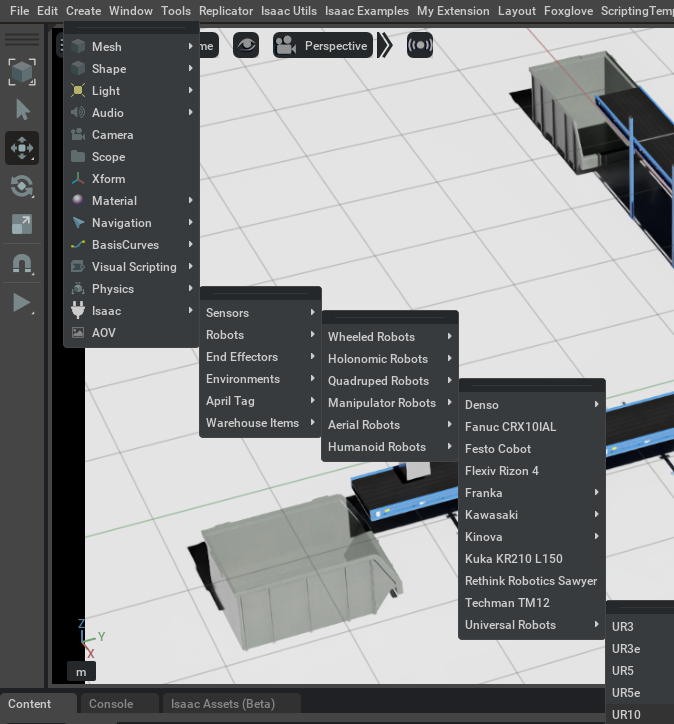 File Edit Create Window Tools Replicator Isaac Utils Isaac Examples My Extension Layout Foxglove ScriptingTemp
me Perspective
Mesh
Shape
Light
Audio
Camera
Scope
Xform
Material
Navigation
BasisCurves
Visual Scripting
Physics
Isaac
AOV
Sensors
Robots
End Effectors
Environments
April Tag
Warehouse Items
Wheeled Robots
Holonomic Robots
Quadruped Robots
Manipulator Robots
Aerial Robots
Humanoid Robots
Denso
Fanuc CRX10IAL
Festo Cobot
Flexiv Rizon 4
Franka
Kawasaki
Kinova
Kuka KR210 L150
Rethink Robotics Sawyer
Techman TM12
Universal Robots
UR3
UR3e
UR5
UR5e
UR10
Z
Y
X
m
Content Console Isaac Assets (Beta)